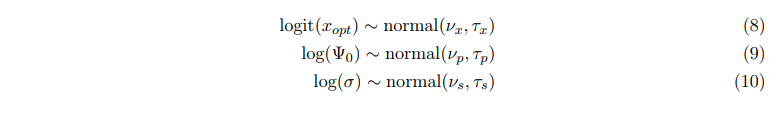 logit(x_opt) ∼ normal(ν_x, τ_x) (8)
log(Ψ_0) ∼ normal(ν_p, τ_p) (9)
log(σ) ∼ normal(ν_s, τ_s) (10)